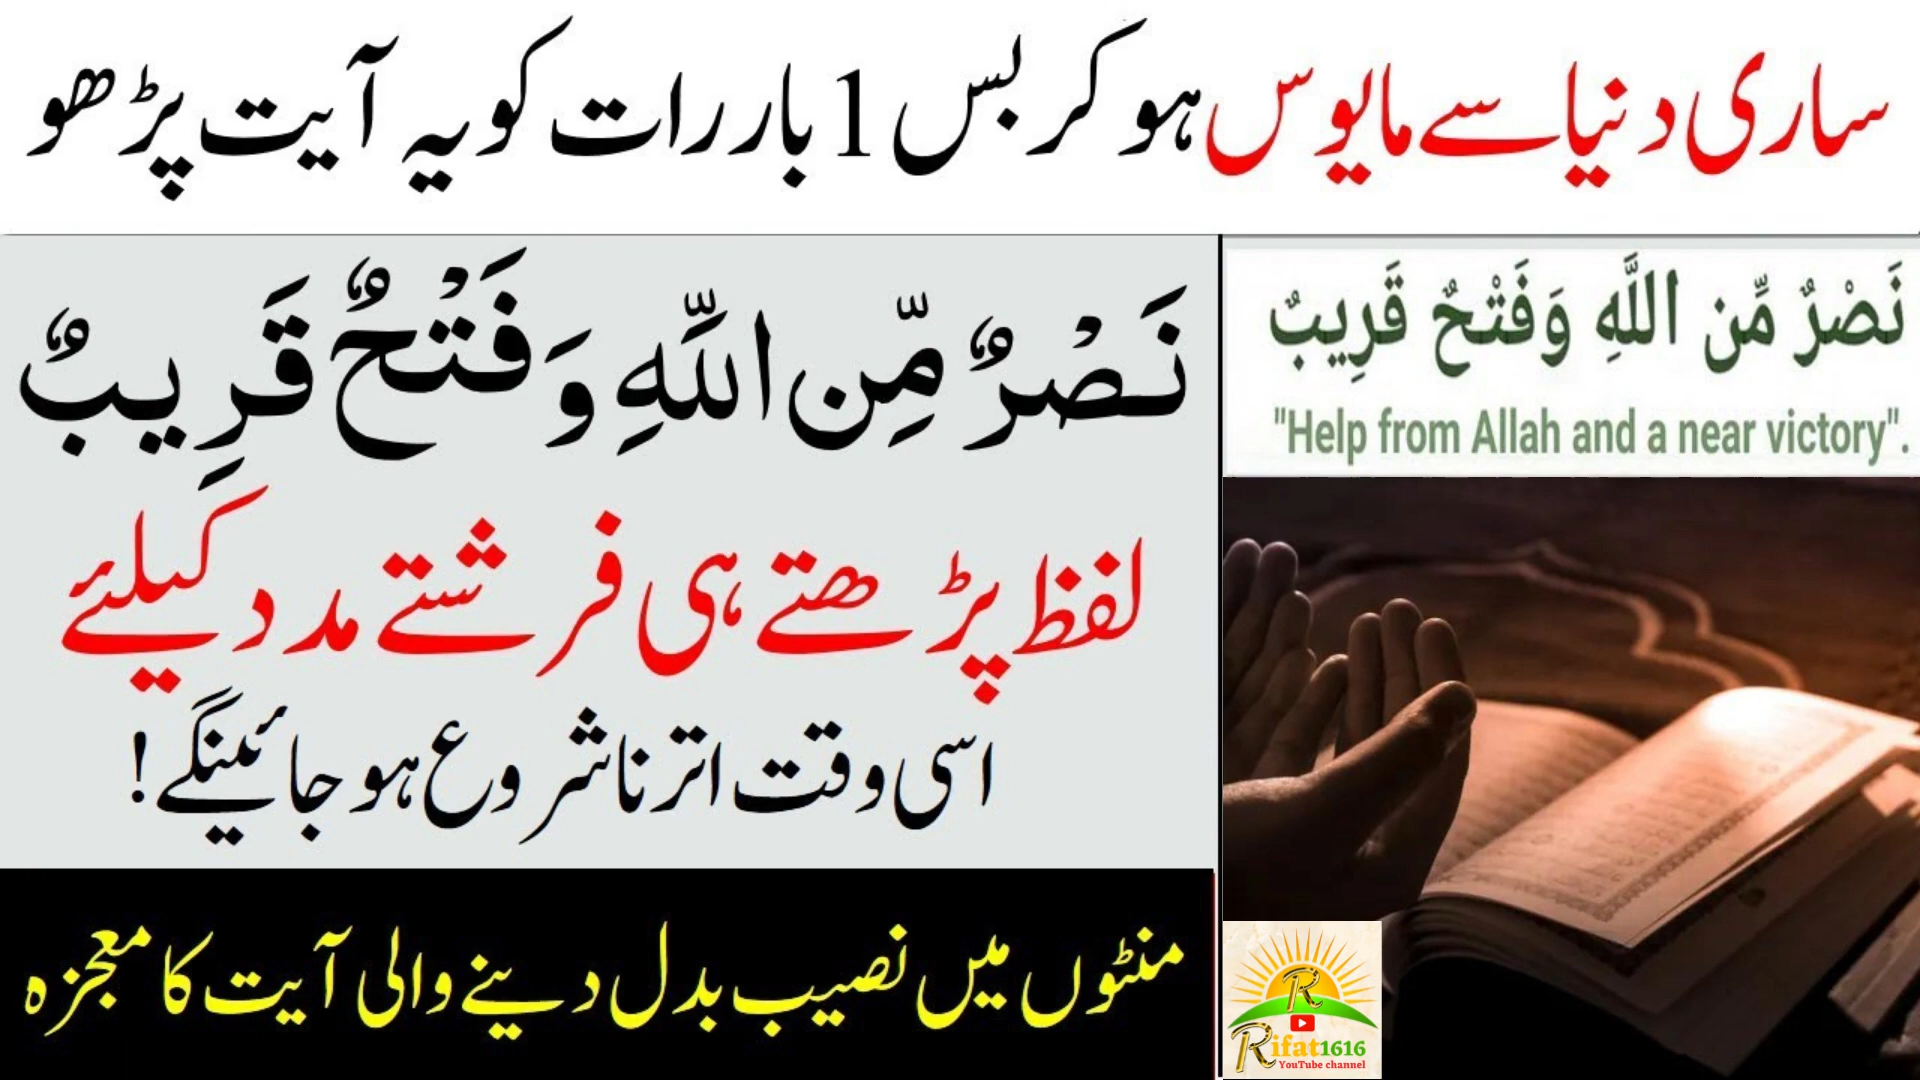 ساری دنیا سے مایوس ہو کر بس 1 بار رات کو یہ آیت پڑھو
نَصْرٌ مِّن اللَّهِ وَفَتْحٌ قَرِيبٌ
لفظ پڑھتے ہی فرشتے مدد کیلئے
اسی وقت اترنا شروع ہو جائینگے!
منٹوں میں نصیب بدل دینے والی آیت کا معجزہ
نَصْرٌ مِّن اللَّهِ وَفَتْحٌ قَرِيبٌ
"Help from Allah and a near victory".
R
Rifat1616
YouTube channel